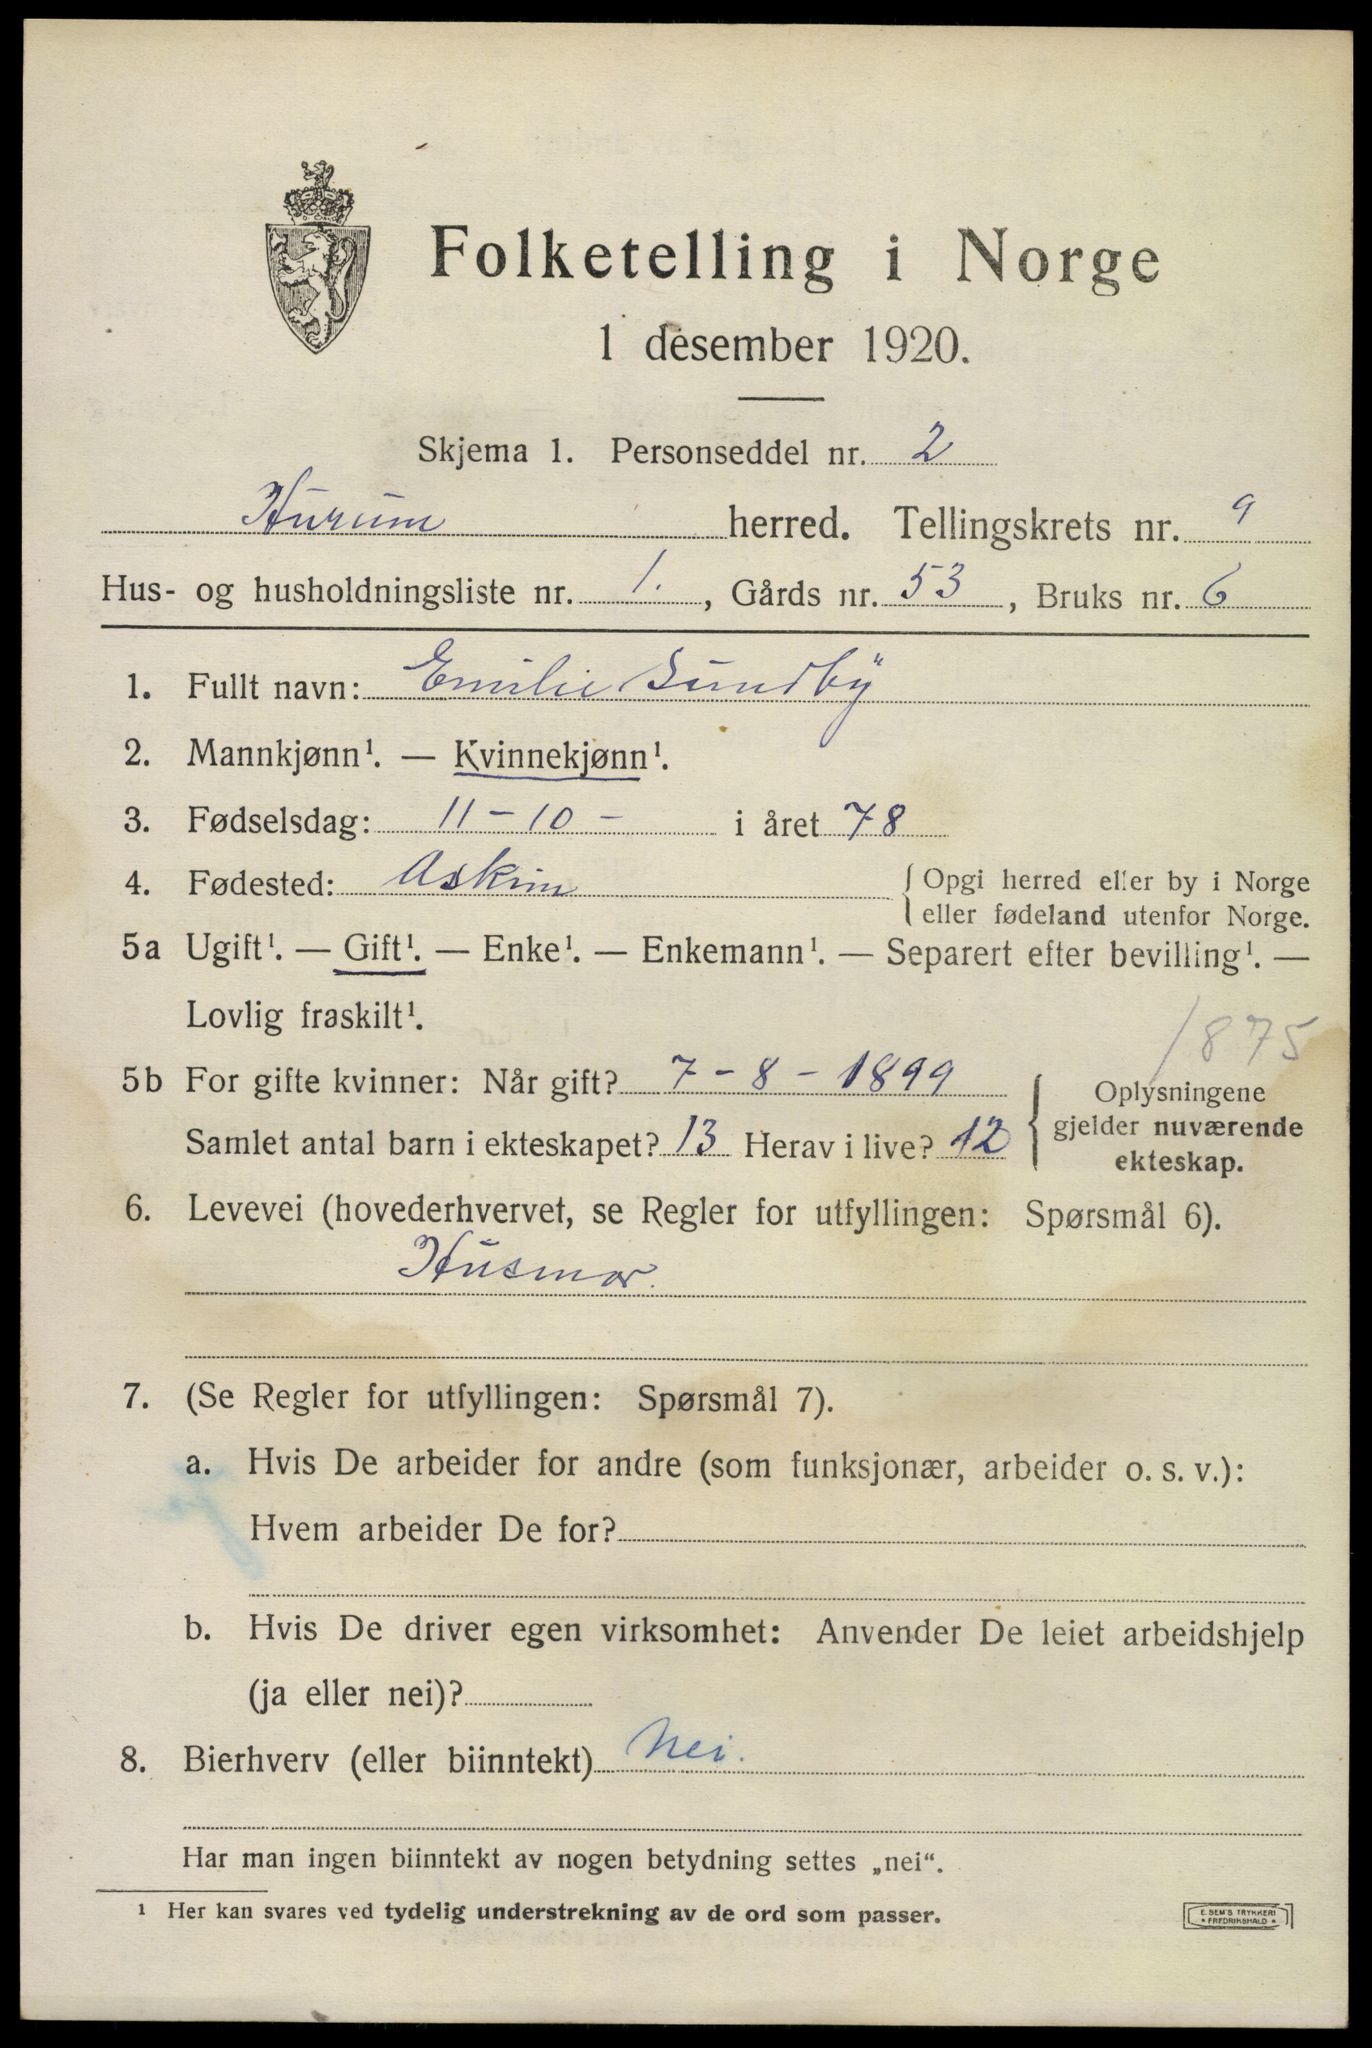 Folketelling i Norge
1 desember 1920.
Skjema 1. Personseddel nr. 2
Hurum herred. Tellingskrets nr. 9
Hus- og husholdningsliste nr. 1. , Gårds nr. 53 , Bruks nr. 6
1. Fullt navn: Emilie Sundby
2. Mannkjønn¹. — Kvinnekjønn¹.
3. Fødselsdag: 11 - 10 - i året 78
4. Fødested: Askim { Opgi herred eller by i Norge
eller fødeland utenfor Norge.
5a Ugift¹. — Gift¹. — Enke¹. — Enkemann¹. — Separert efter bevilling¹. —
Lovlig fraskilt¹.
1875
5b For gifte kvinner: Når gift? 7 - 8 - 1899
Samlet antal barn i ekteskapet? 13 Herav i live? 12
{ Oplysningene
gjelder nuværende
ekteskap.
6. Levevei (hovederhvervet, se Regler for utfyllingen: Spørsmål 6).
Husmor.
7. (Se Regler for utfyllingen: Spørsmål 7).
a. Hvis De arbeider for andre (som funksjonær, arbeider o. s. v.):
Hvem arbeider De for?
b. Hvis De driver egen virksomhet: Anvender De leiet arbeidshjelp
(ja eller nei)?
8. Bierhverv (eller biinntekt) Nei.
Har man ingen biinntekt av nogen betydning settes „nei“.
¹ Her kan svares ved tydelig understrekning av de ord som passer.
E. SEM'S TRYKKERI
* FREDRIKSHALD *